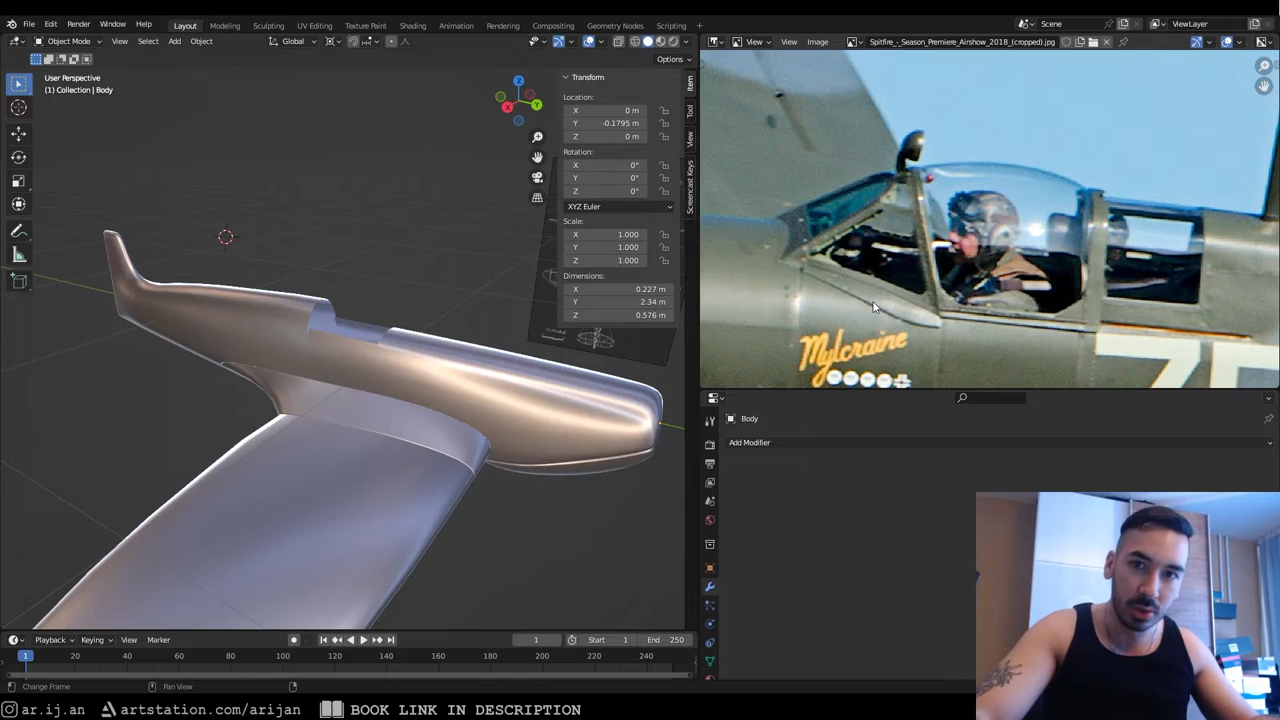 File Edit Render Window Help
Layout Modeling Sculpting UV Editing Texture Paint Shading Animation Rendering Compositing Geometry Nodes Scripting +
Scene
ViewLayer
Object Mode View Select Add Object
Global
Options
User Perspective
(1) Collection | Body
Z
Y
X
Transform
Location:
X 0 m
Y -0.1795 m
Z 0 m
Rotation:
X 0°
Y 0°
Z 0°
XYZ Euler
Scale:
X 1.000
Y 1.000
Z 1.000
Dimensions:
X 0.227 m
Y 2.34 m
Z 0.576 m
Item
Tool
View
Screencast Keys
View View Image
Spitfire_-_Season_Premiere_Airshow_2018_(cropped).jpg
Mylcraine
Body
Add Modifier
Playback Keying View Marker
1
Start 1
End 250
1 20 40 60 80 100 120 140 160 180 200 220 240
Change Frame
Pan View
ar.ij.an
artstation.com/arijan
BOOK LINK IN DESCRIPTION